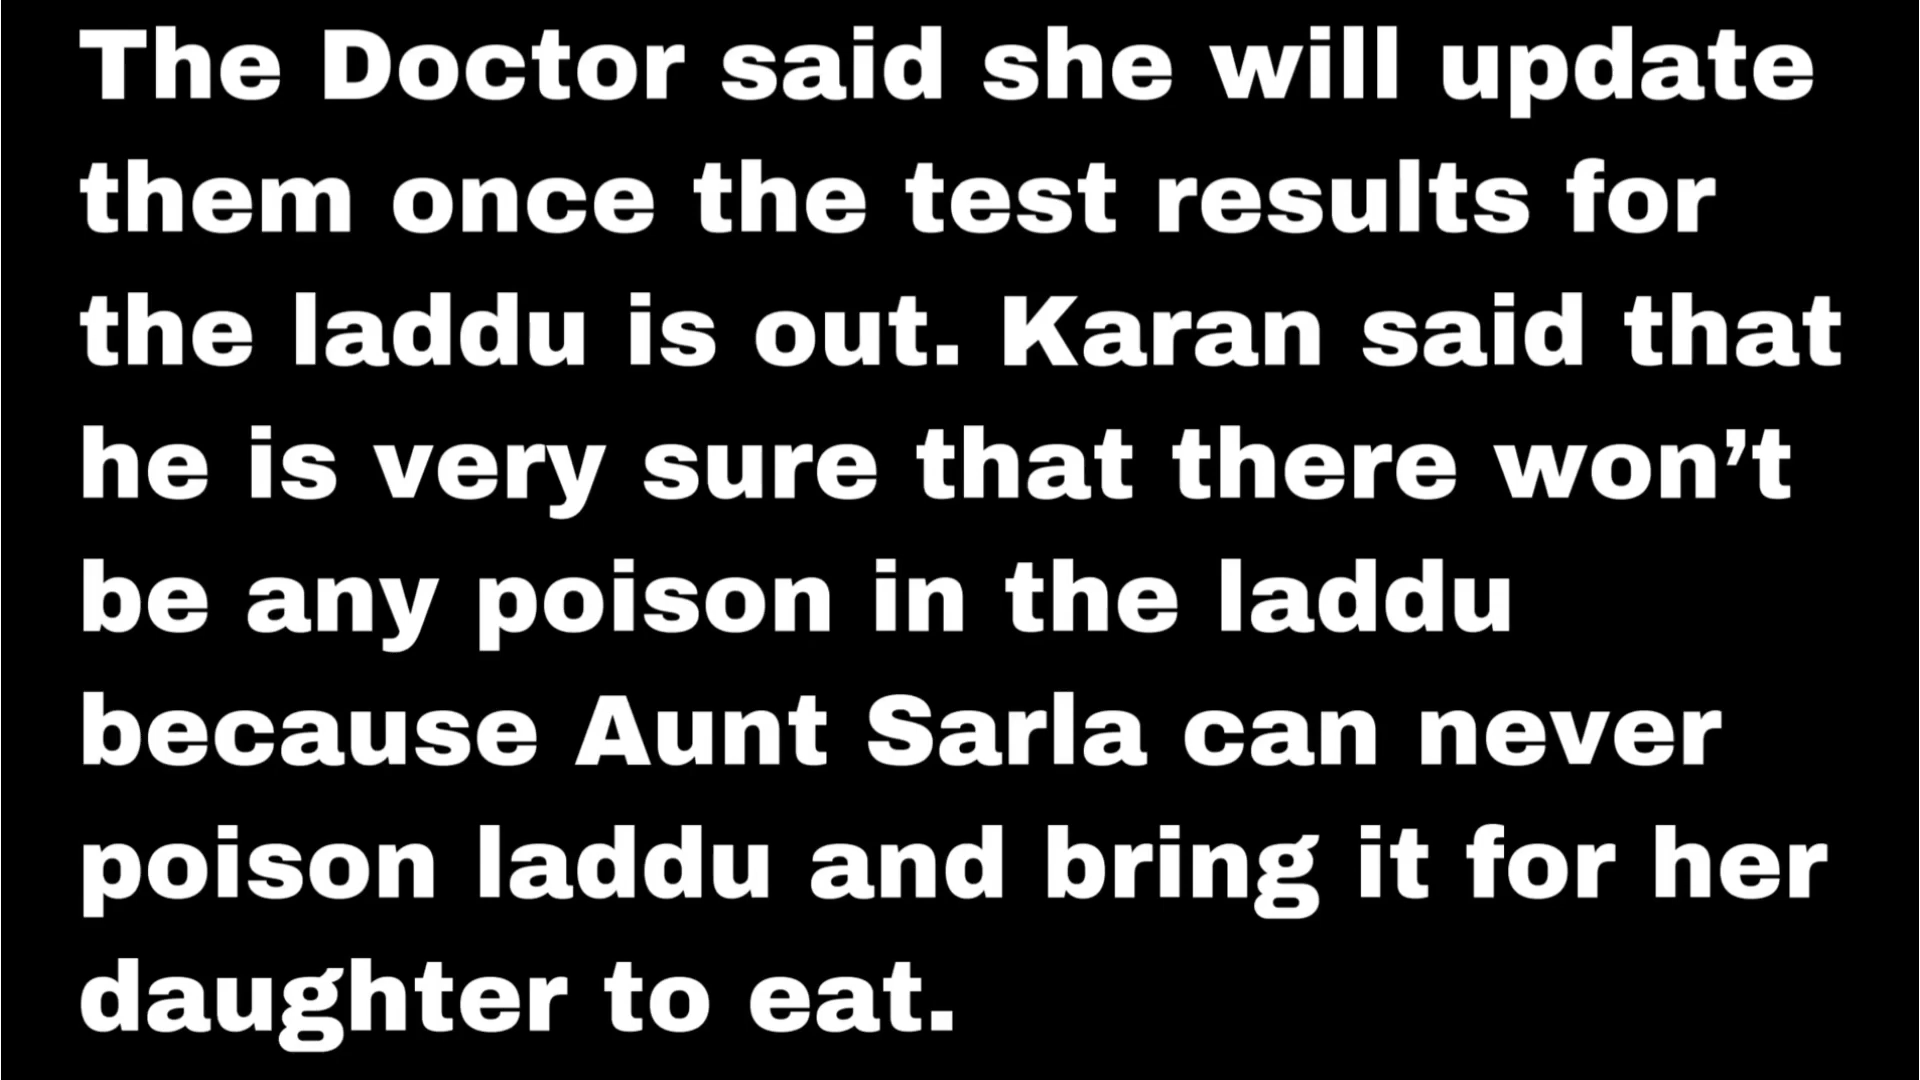 The Doctor said she will update
them once the test results for
the laddu is out. Karan said that
he is very sure that there won’t
be any poison in the laddu
because Aunt Sarla can never
poison laddu and bring it for her
daughter to eat.